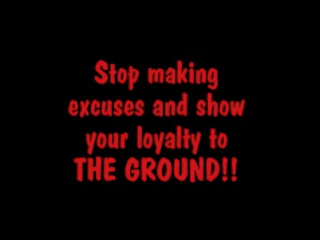 Stop making
excuses and show
your loyalty to
THE GROUND!!